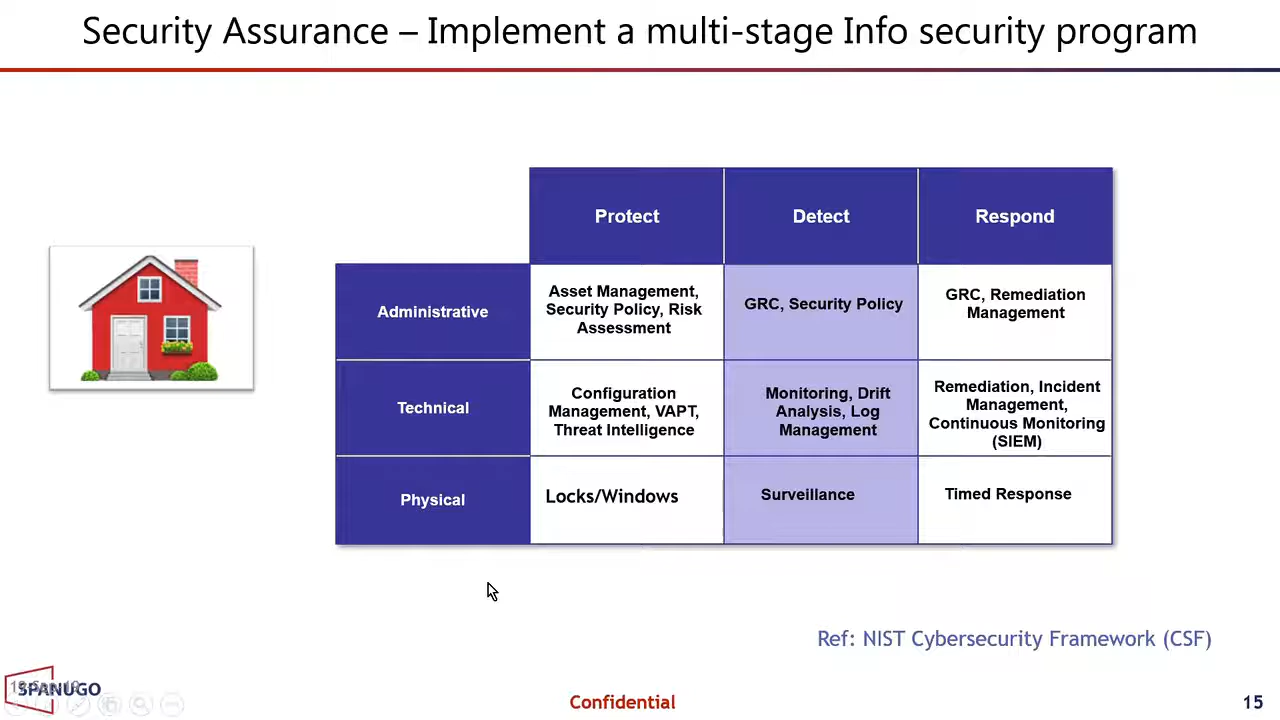 Security Assurance – Implement a multi-stage Info security program
Protect
Detect
Respond
Administrative
Asset Management,
Security Policy, Risk
Assessment
GRC, Security Policy
GRC, Remediation
Management
Technical
Configuration
Management, VAPT,
Threat Intelligence
Monitoring, Drift
Analysis, Log
Management
Remediation, Incident
Management,
Continuous Monitoring
(SIEM)
Physical
Locks/Windows
Surveillance
Timed Response
Ref: NIST Cybersecurity Framework (CSF)
SPANUGO
Confidential
15